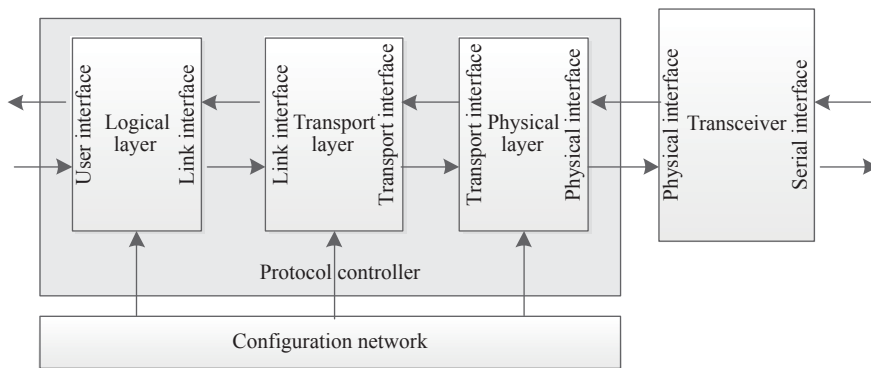 User interface
Logical
layer
Link interface
Link interface
Transport
layer
Transport interface
Transport interface
Physical
layer
Physical interface
Physical interface
Transceiver
Serial interface
Protocol controller
Configuration network